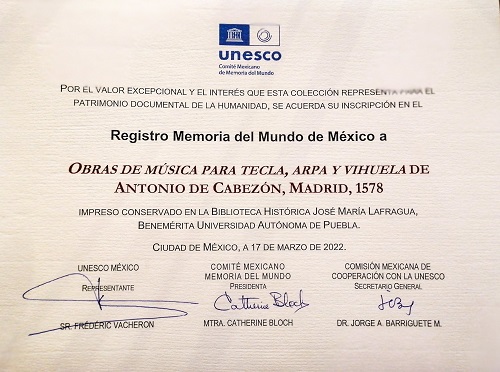 unesco
Comité Mexicano
de Memoria del Mundo
POR EL VALOR EXCEPCIONAL Y EL INTERÉS QUE ESTA COLECCIÓN REPRESENTA PARA EL
PATRIMONIO DOCUMENTAL DE LA HUMANIDAD, SE ACUERDA SU INSCRIPCIÓN EN EL
Registro Memoria del Mundo de México a
OBRAS DE MÚSICA PARA TECLA, ARPA Y VIHUELA DE
ANTONIO DE CABEZÓN, MADRID, 1578
IMPRESO CONSERVADO EN LA BIBLIOTECA HISTÓRICA JOSÉ MARÍA LAFRAGUA,
BENEMÉRITA UNIVERSIDAD AUTÓNOMA DE PUEBLA.
CIUDAD DE MÉXICO, A 17 DE MARZO DE 2022.
UNESCO MÉXICO
REPRESENTANTE
SR. FRÉDÉRIC VACHERON
COMITÉ MEXICANO
MEMORIA DEL MUNDO
PRESIDENTA
Catherine Bloch
MTRA. CATHERINE BLOCH
COMISIÓN MEXICANA DE
COOPERACIÓN CON LA UNESCO
SECRETARIO GENERAL
DR. JORGE A. BARRIGUETE M.